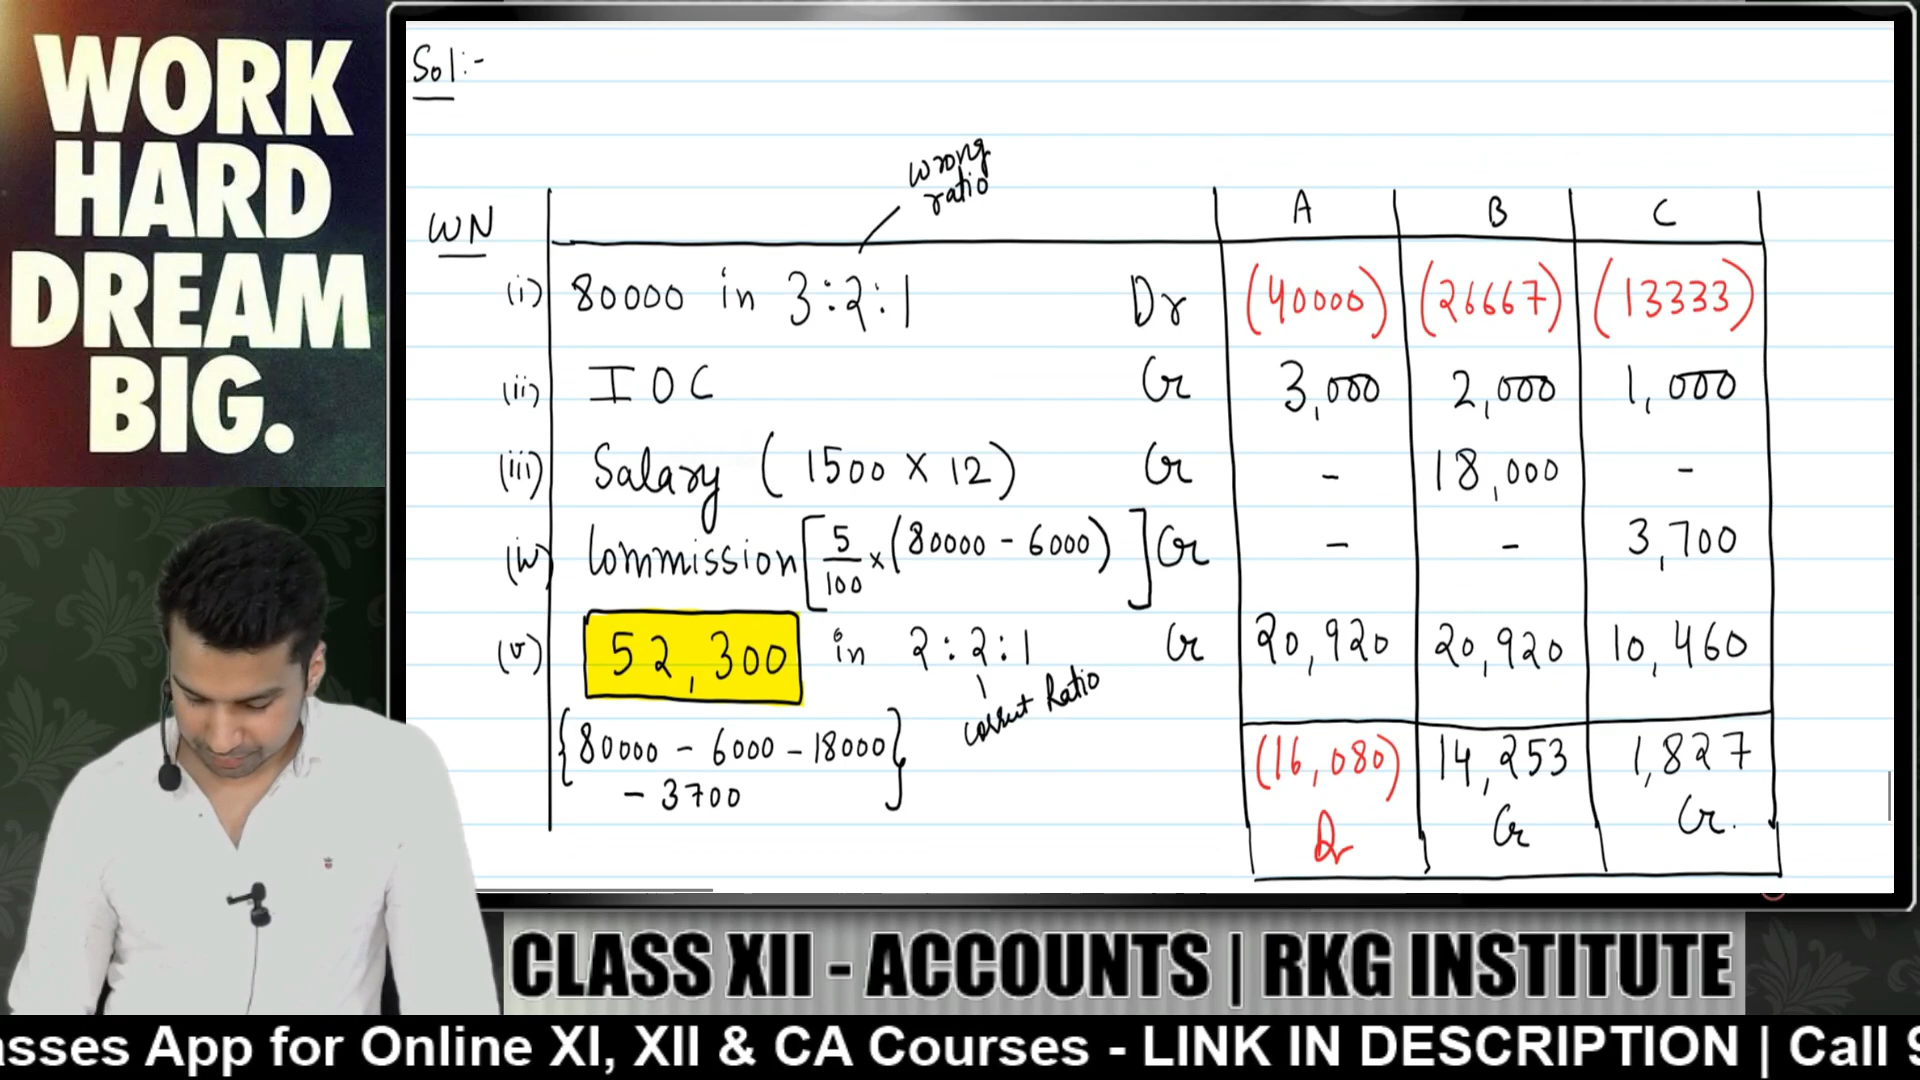 WORK
HARD
DREAM
BIG.
Sol:-
wrong
ratio
WN A B C
(i) 80000 in 3:2:1 Dr (40000) (26667) (13333)
(ii) IOC Cr 3,000 2,000 1,000
(iii) Salary (1500 × 12) Cr - 18,000 -
(iv) Commission [5/100 × (80000 - 6000)] Cr - - 3,700
(v) 52,300 in 2:2:1 Cr 20,920 20,920 10,460
correct Ratio
{80000 - 6000 - 18000 (16,080) 14,253 1,827
- 3700} Dr Cr Cr.
CLASS XII - ACCOUNTS | RKG INSTITUTE
asses App for Online XI, XII & CA Courses - LINK IN DESCRIPTION | Call